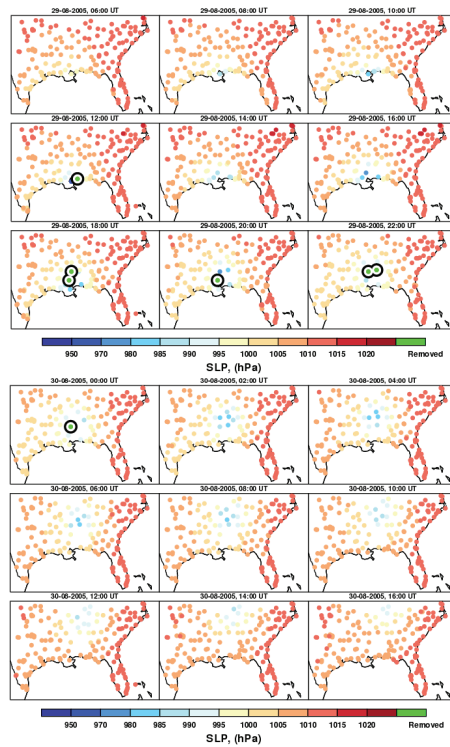 29-08-2005, 06:00 UT 29-08-2005, 08:00 UT 29-08-2005, 10:00 UT
29-08-2005, 12:00 UT 29-08-2005, 14:00 UT 29-08-2005, 16:00 UT
29-08-2005, 18:00 UT 29-08-2005, 20:00 UT 29-08-2005, 22:00 UT
950 970 980 985 990 995 1000 1005 1010 1015 1020 Removed
SLP, (hPa)
30-08-2005, 00:00 UT 30-08-2005, 02:00 UT 30-08-2005, 04:00 UT
30-08-2005, 06:00 UT 30-08-2005, 08:00 UT 30-08-2005, 10:00 UT
30-08-2005, 12:00 UT 30-08-2005, 14:00 UT 30-08-2005, 16:00 UT
950 970 980 985 990 995 1000 1005 1010 1015 1020 Removed
SLP, (hPa)